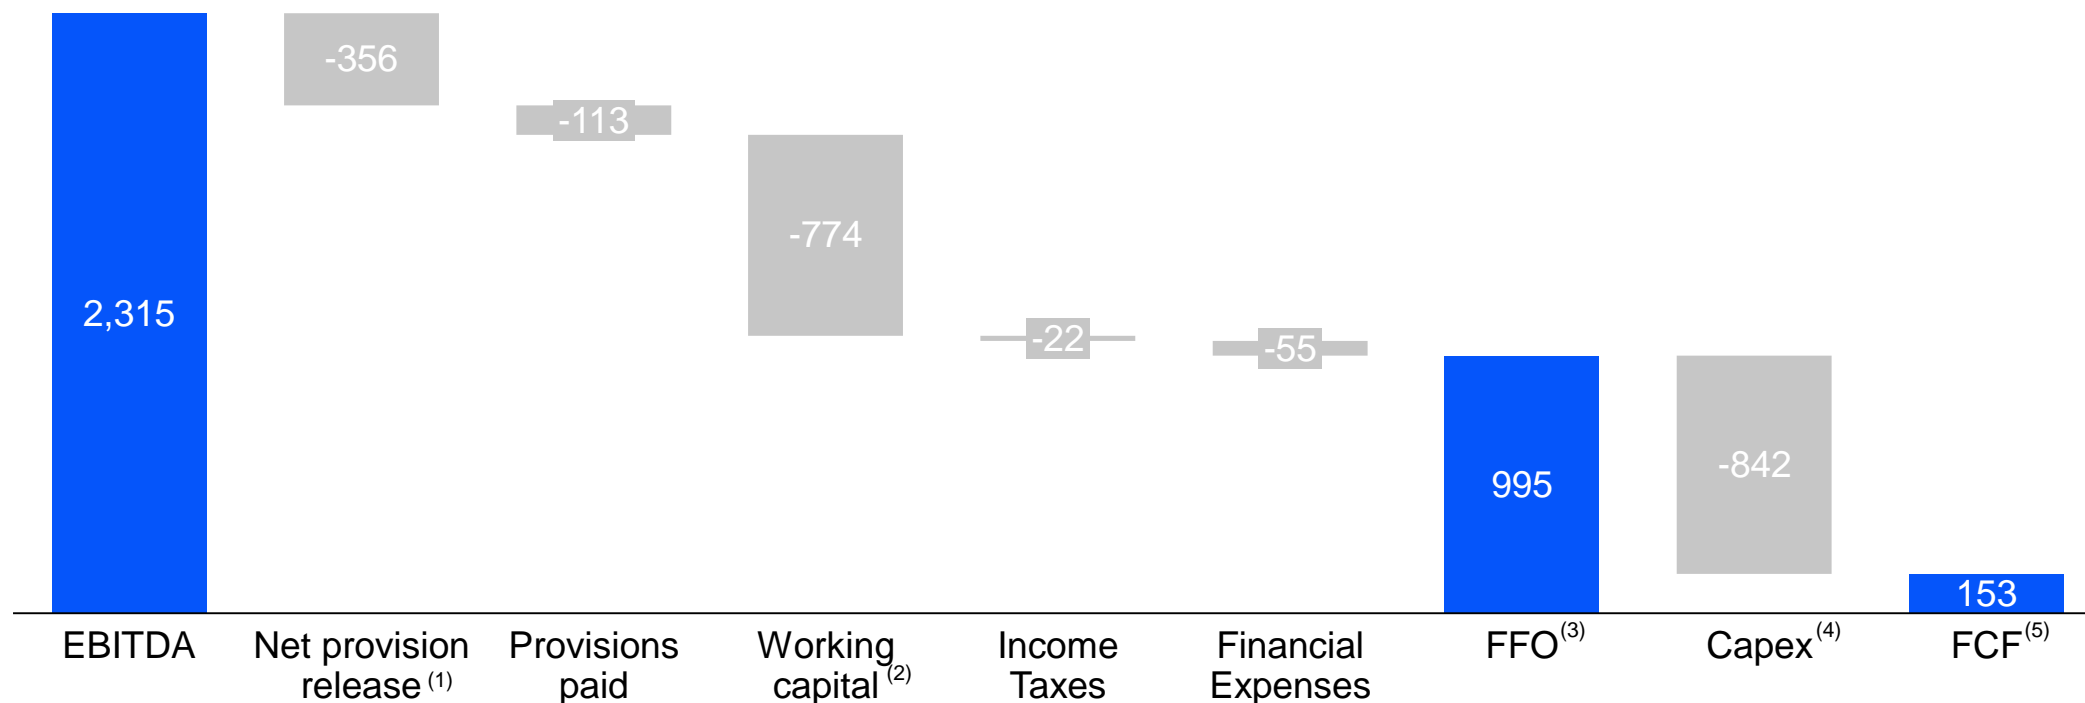 -356
-113
-774
2,315
-22
-55
995
-842
153
EBITDA
Net provision
release (1)
Provisions
paid
Working
capital (2)
Income
Taxes
Financial
Expenses
FFO (3)
Capex (4)
FCF (5)